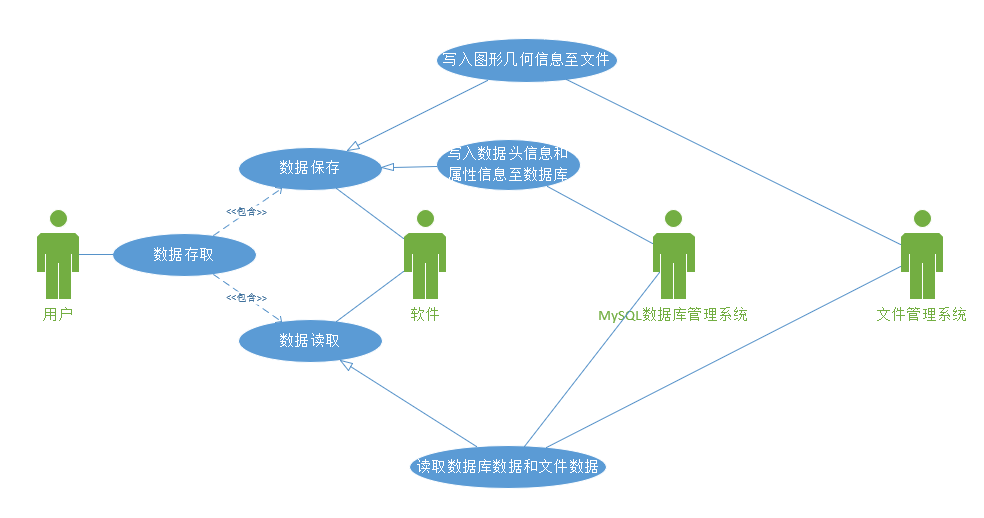 写入图形几何信息至文件
写入数据头信息和
属性信息至数据库
数据保存
<<包含>>
数据存取
<<包含>>
用户
软件
MySQL数据库管理系统
文件管理系统
数据读取
读取数据库数据和文件数据